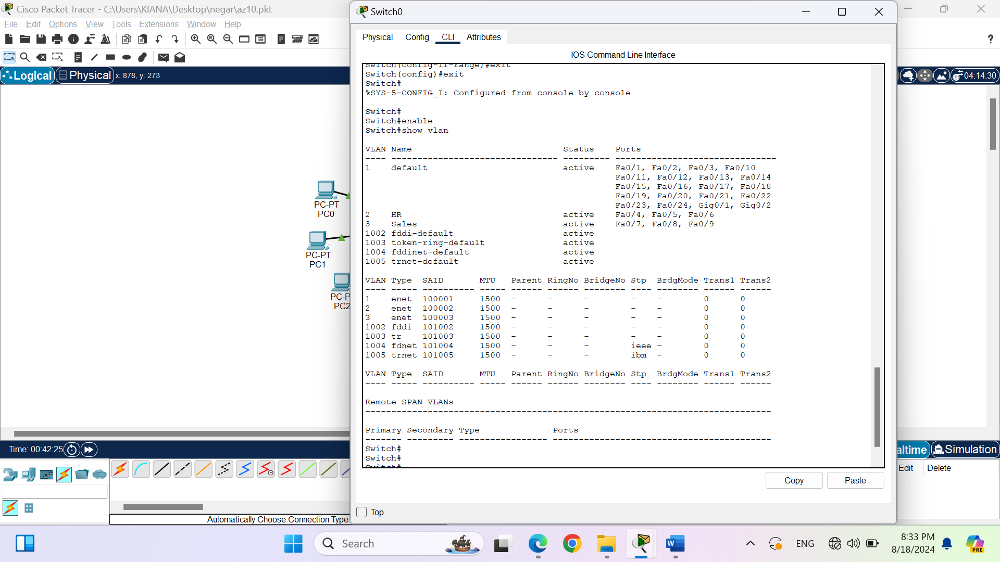 Cisco Packet Tracer - C:\Users\KIANA\Desktop\negar\az10.pkt
File Edit Options View Tools Extensions Window Help
?
Logical Physical x: 878, y: 273
04:14:30
PC-PT
PC0
PC-PT
PC1
PC-P
PC2
Time: 00:42:25
altime Simulation
Edit Delete
Automatically Choose Connection Type
Switch0
Physical Config CLI Attributes
IOS Command Line Interface
Switch(config-if-range)#exit
Switch(config)#exit
Switch#
%SYS-5-CONFIG_I: Configured from console by console
Switch#
Switch#enable
Switch#show vlan
VLAN Name Status Ports
---- -------------------------------- --------- -------------------------------
1 default active Fa0/1, Fa0/2, Fa0/3, Fa0/10
Fa0/11, Fa0/12, Fa0/13, Fa0/14
Fa0/15, Fa0/16, Fa0/17, Fa0/18
Fa0/19, Fa0/20, Fa0/21, Fa0/22
Fa0/23, Fa0/24, Gig0/1, Gig0/2
2 HR active Fa0/4, Fa0/5, Fa0/6
3 Sales active Fa0/7, Fa0/8, Fa0/9
1002 fddi-default active
1003 token-ring-default active
1004 fddinet-default active
1005 trnet-default active
VLAN Type SAID MTU Parent RingNo BridgeNo Stp BrdgMode Trans1 Trans2
---- ----- ---------- ----- ------ ------ -------- ---- -------- ------ ------
1 enet 100001 1500 - - - - - 0 0
2 enet 100002 1500 - - - - - 0 0
3 enet 100003 1500 - - - - - 0 0
1002 fddi 101002 1500 - - - - - 0 0
1003 tr 101003 1500 - - - - - 0 0
1004 fdnet 101004 1500 - - - ieee - 0 0
1005 trnet 101005 1500 - - - ibm - 0 0
VLAN Type SAID MTU Parent RingNo BridgeNo Stp BrdgMode Trans1 Trans2
---- ----- ---------- ----- ------ ------ -------- ---- -------- ------ ------
Remote SPAN VLANs
------------------------------------------------------------------------------
Primary Secondary Type Ports
------- --------- ----------------- ------------------------------------------
Switch#
Switch#
Switch#
Copy Paste
Top
Search
ENG
8:33 PM
8/18/2024
PRE